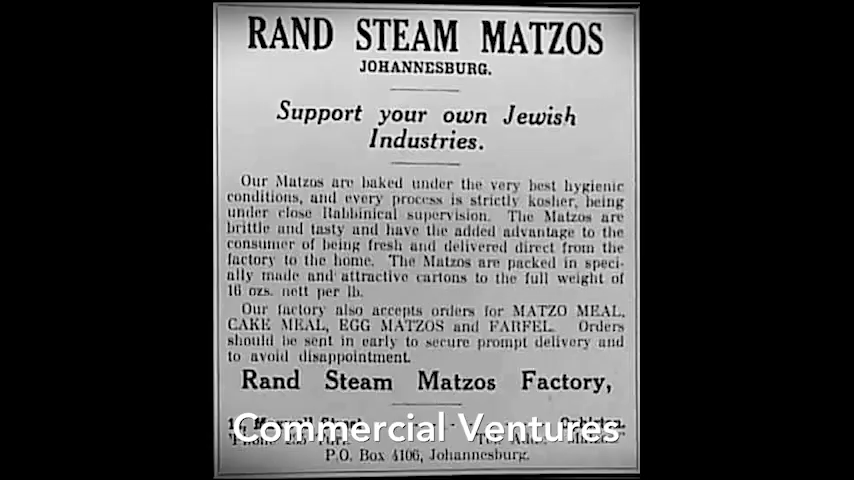 RAND STEAM MATZOS
JOHANNESBURG.
Support your own Jewish
Industries.
Our Matzos are baked under the very best hygienic
conditions, and every process is strictly kosher, being
under close Rabbinical supervision. The Matzos are
brittle and tasty and have the added advantage to the
consumer of being fresh and delivered direct from the
factory to the home. The Matzos are packed in speci-
ally made and attractive cartons to the full weight of
16 ozs. nett per lb.
Our factory also accepts orders for MATZO MEAL,
CAKE MEAL, EGG MATZOS and FARFEL. Orders
should be sent in early to secure prompt delivery and
to avoid disappointment.
Rand Steam Matzos Factory,
Commercial Ventures
P.O. Box 4106, Johannesburg.